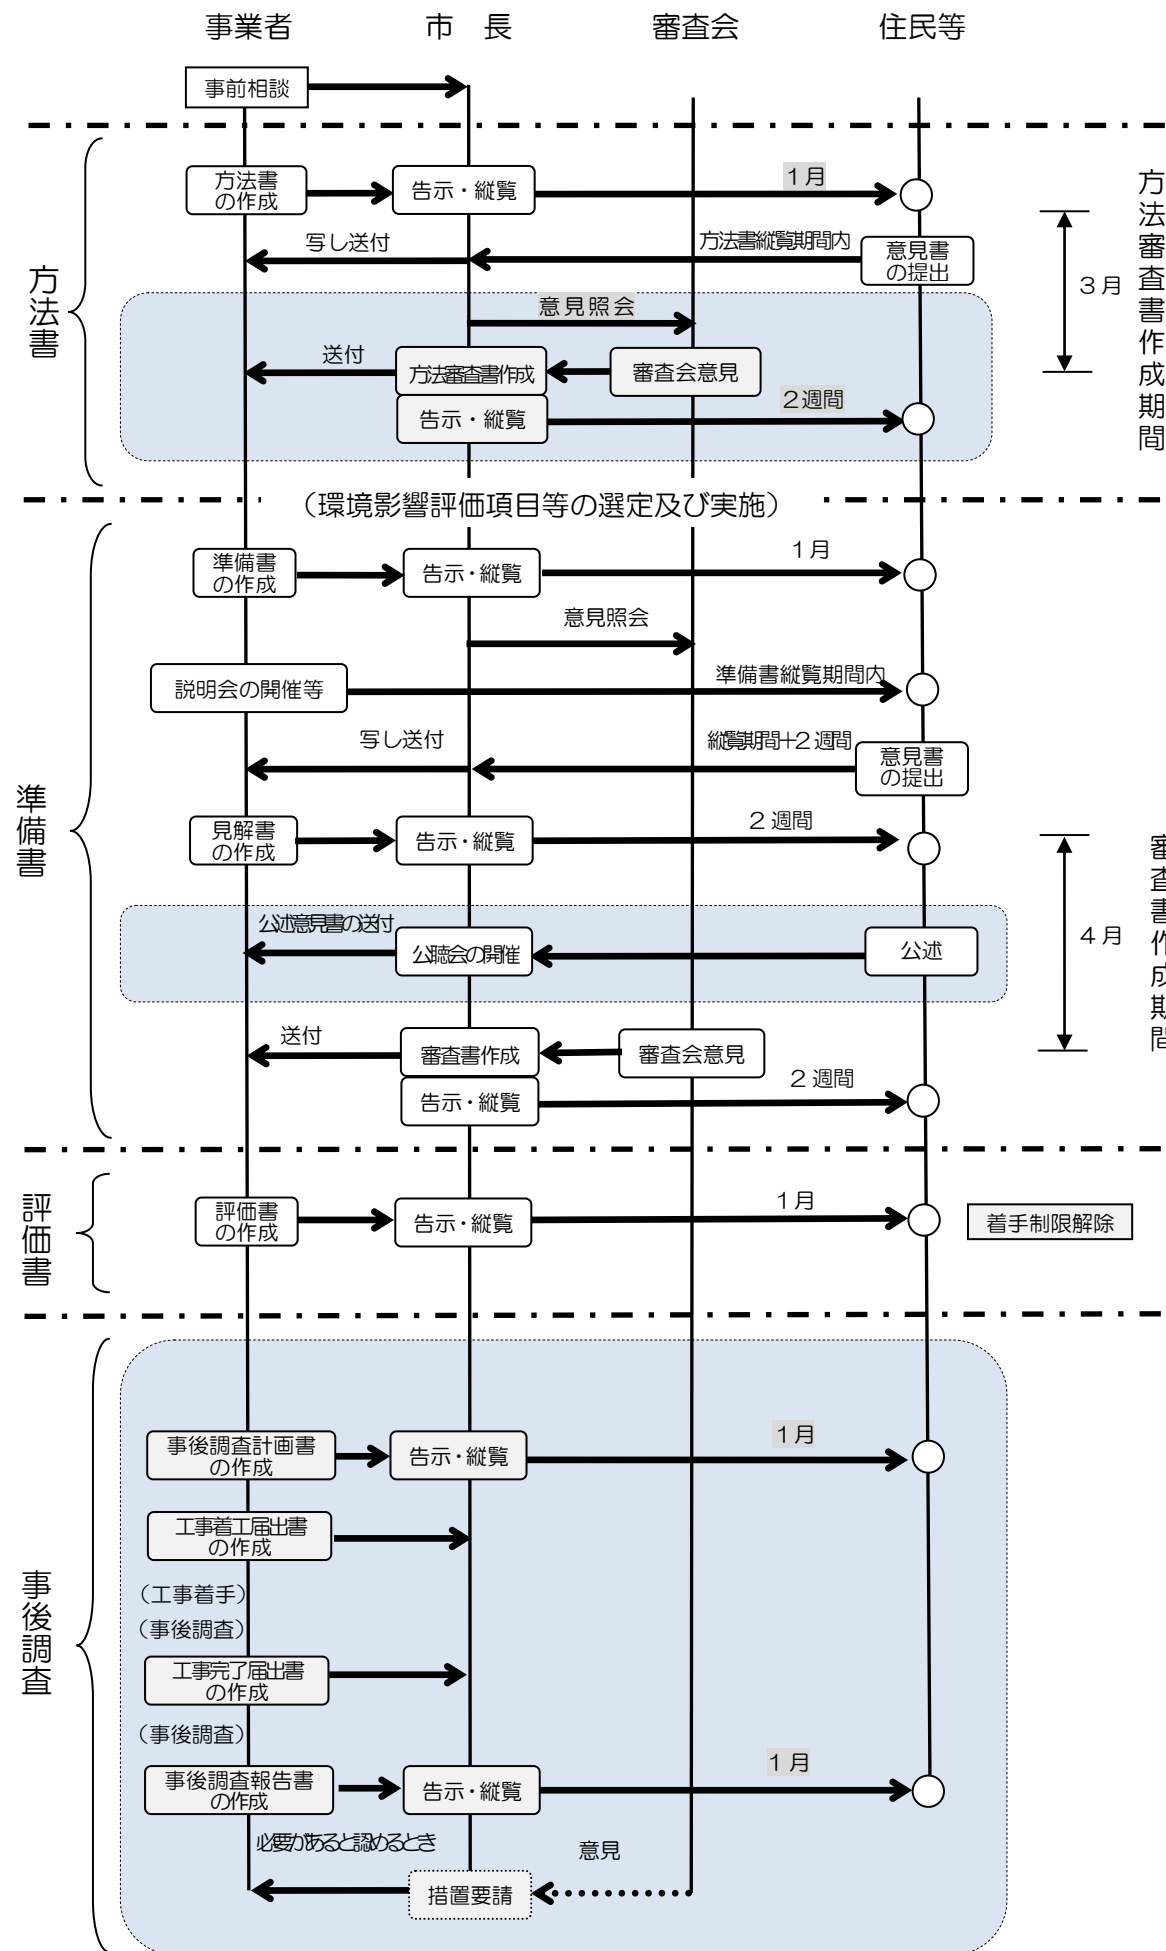 事業者
市　長
審査会
住民等
事前相談
方法書
方法書
の作成
告示・縦覧
１月
写し送付
方法書縦覧期間内
意見書
の提出
３月
方法審査書作成期間
意見照会
送付
方法審査書作成
審査会意見
告示・縦覧
２週間
（環境影響評価項目等の選定及び実施）
準備書
準備書
の作成
告示・縦覧
１月
意見照会
説明会の開催等
準備書縦覧期間内
写し送付
縦覧期間＋２週間
意見書
の提出
見解書
の作成
告示・縦覧
２週間
公述意見書の送付
公聴会の開催
公述
４月
審査書作成期間
送付
審査書作成
審査会意見
告示・縦覧
２週間
評価書
評価書
の作成
告示・縦覧
１月
着手制限解除
事後調査
事後調査計画書
の作成
告示・縦覧
１月
工事着工届出書
の作成
（工事着手）
（事後調査）
工事完了届出書
の作成
（事後調査）
事後調査報告書
の作成
告示・縦覧
１月
必要があると認めるとき
意見
措置要請